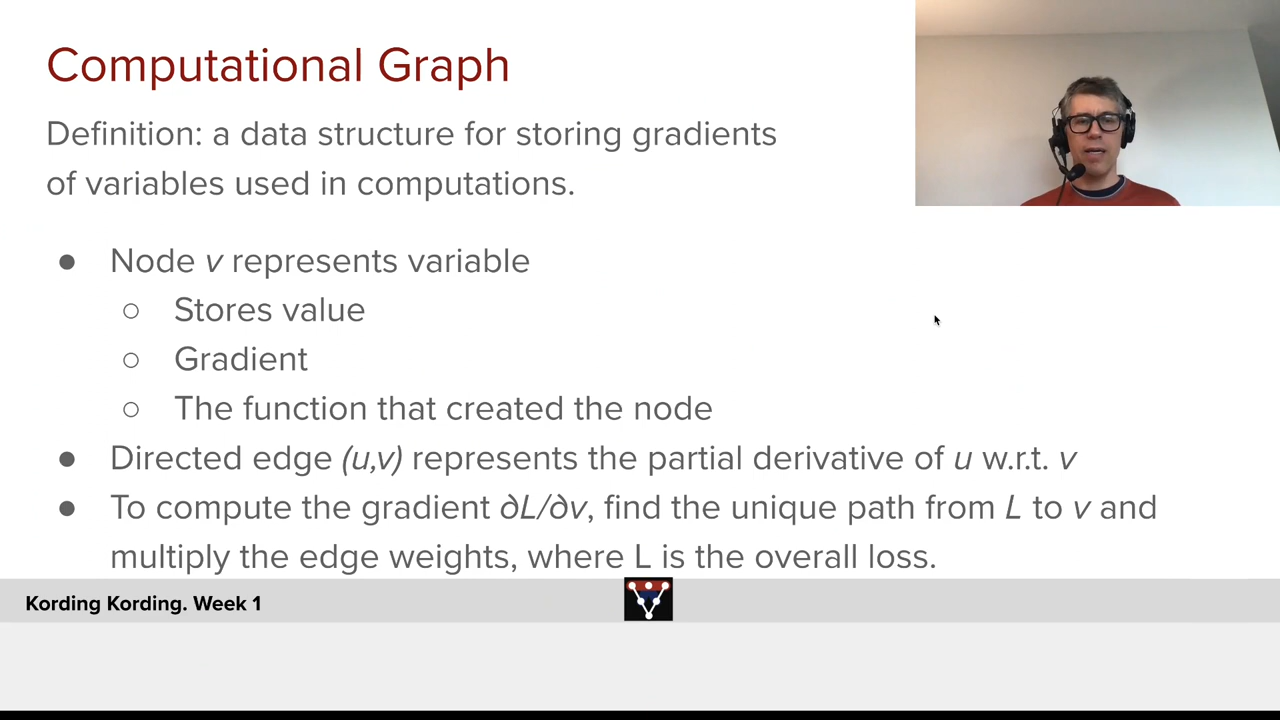 Computational Graph
Definition: a data structure for storing gradients
of variables used in computations.
● Node v represents variable
○ Stores value
○ Gradient
○ The function that created the node
● Directed edge (u,v) represents the partial derivative of u w.r.t. v
● To compute the gradient ∂L/∂v, find the unique path from L to v and
multiply the edge weights, where L is the overall loss.
Kording Kording. Week 1